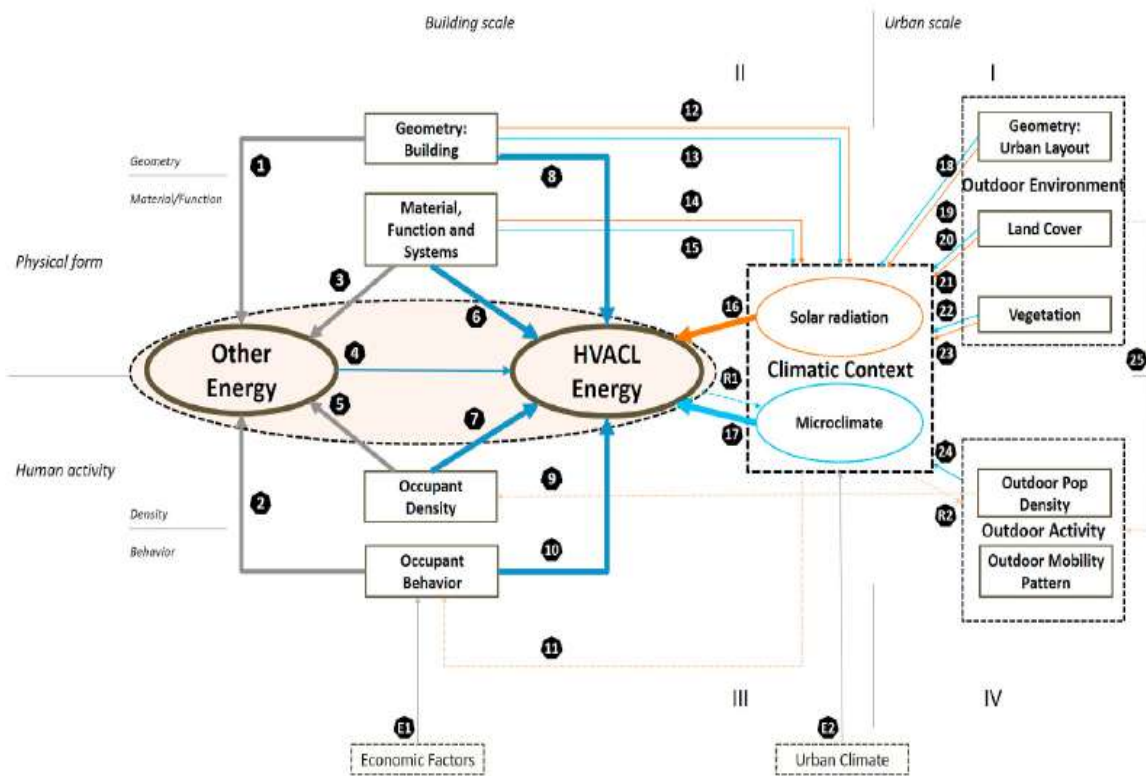 Building scale
Urban scale
II
I
12
Geometry:
Building
Geometry:
Urban Layout
1
Geometry
13
18
8
Outdoor Environment
Material/Function
14
Material,
Function and
Systems
19
Land Cover
20
15
Physical form
3
21
16
Solar radiation
22
Vegetation
6
Other
Energy
4
HVACL
Energy
23
25
R1
Climatic Context
5
7
Microclimate
17
24
Human activity
9
Outdoor Pop
Density
Occupant
Density
2
R2
Density
Outdoor Activity
Behavior
10
Occupant
Behavior
Outdoor Mobility
Pattern
11
III
IV
E1
E2
Economic Factors
Urban Climate